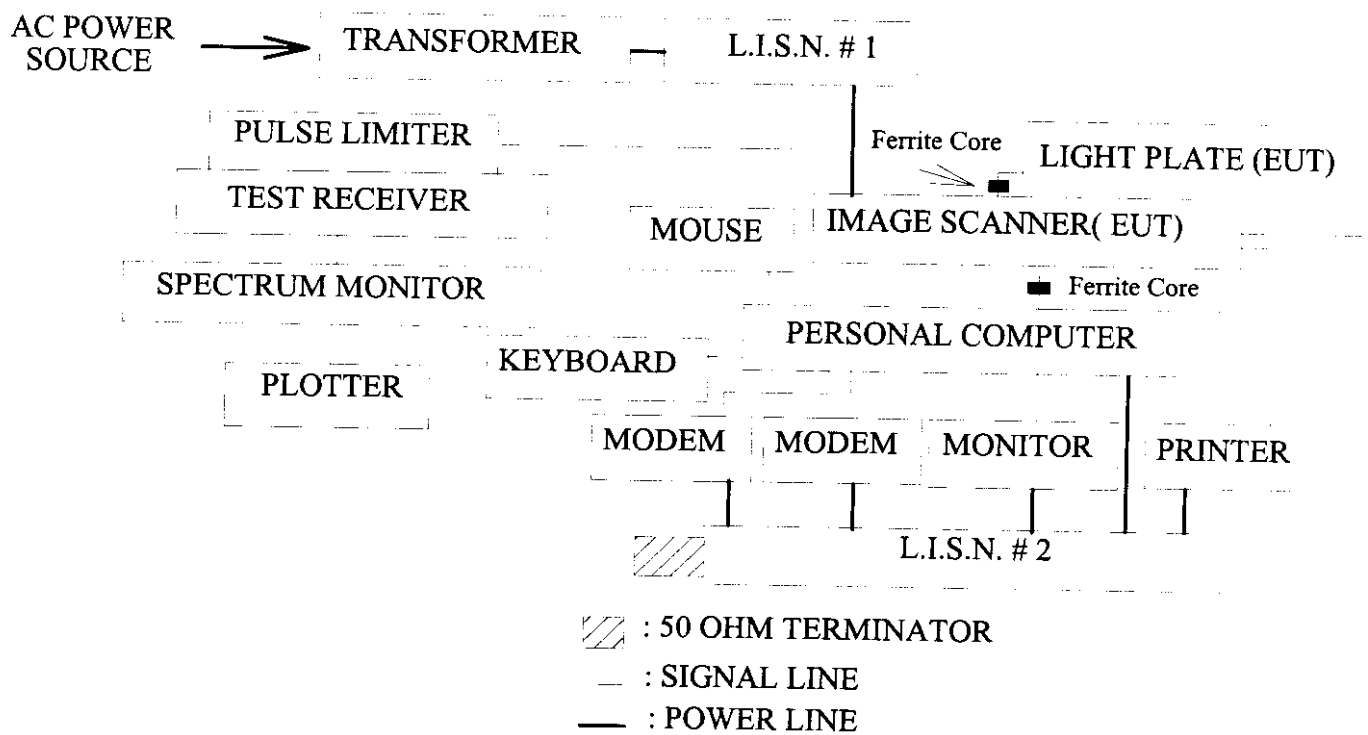 AC POWER
SOURCE
TRANSFORMER
L.I.S.N. # 1
PULSE LIMITER
Ferrite Core
LIGHT PLATE (EUT)
TEST RECEIVER
MOUSE
IMAGE SCANNER( EUT)
SPECTRUM MONITOR
Ferrite Core
PERSONAL COMPUTER
KEYBOARD
PLOTTER
MODEM
MODEM
MONITOR
PRINTER
L.I.S.N. # 2
: 50 OHM TERMINATOR
: SIGNAL LINE
: POWER LINE